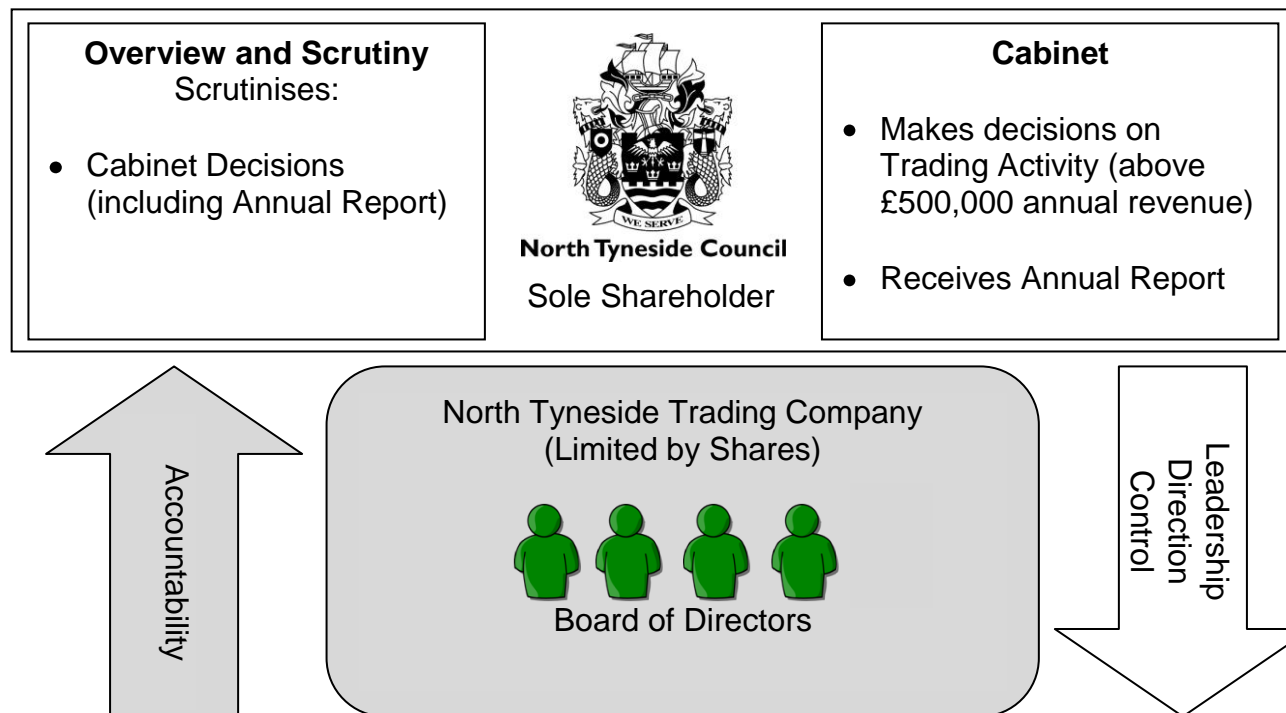 Overview and Scrutiny
Scrutinises:
• Cabinet Decisions
(including Annual Report)
WE SERVE
North Tyneside Council
Sole Shareholder
Cabinet
• Makes decisions on
Trading Activity (above
£500,000 annual revenue)
• Receives Annual Report
Accountability
North Tyneside Trading Company
(Limited by Shares)
Board of Directors
Leadership
Direction
Control